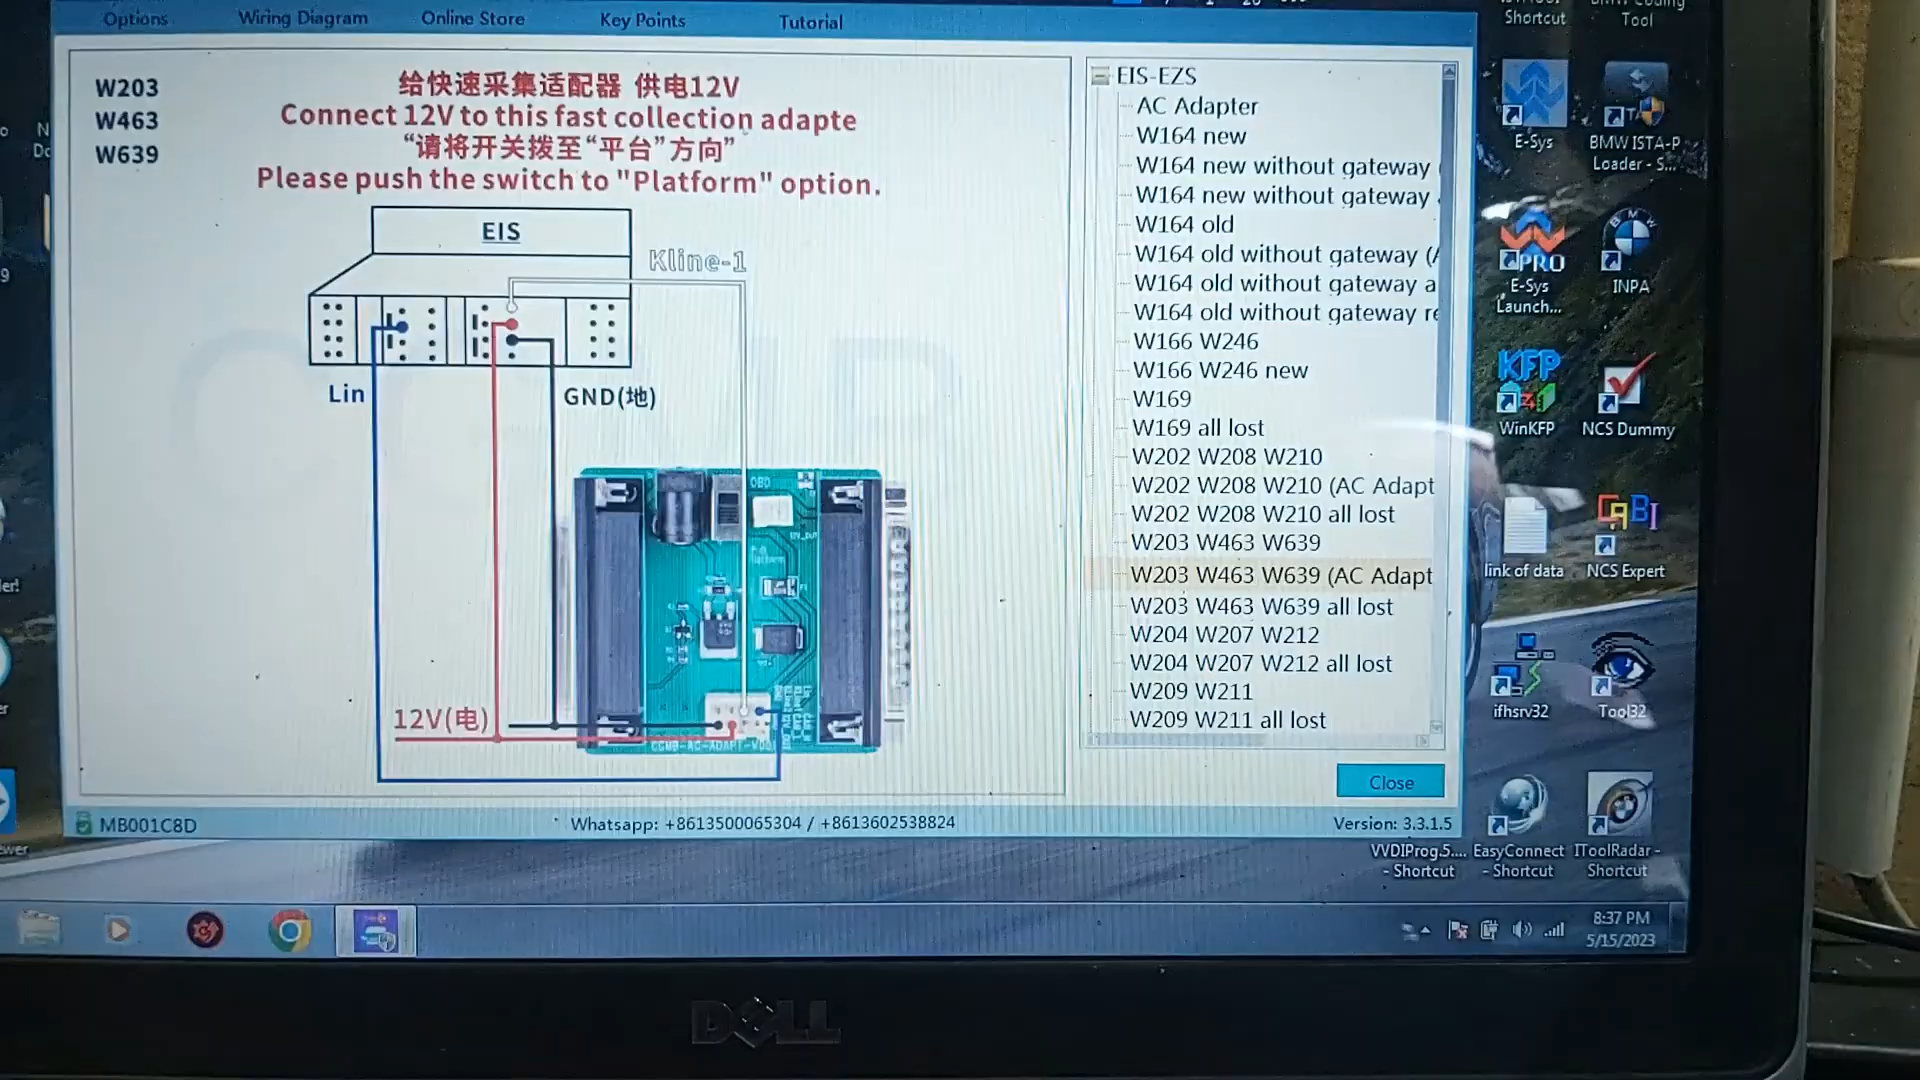 Options
Wiring Diagram
Online Store
Key Points
Tutorial
W203
W463
W639
给快速采集适配器 供电12V
Connect 12V to this fast collection adapte
“请将开关拨至“平台”方向”
Please push the switch to "Platform" option.
EIS
Kline-1
Lin
GND(地)
12V(电)
OBD
EIS-EZS
AC Adapter
W164 new
W164 new without gateway
W164 new without gateway
W164 old
W164 old without gateway (A
W164 old without gateway a
W164 old without gateway re
W166 W246
W166 W246 new
W169
W169 all lost
W202 W208 W210
W202 W208 W210 (AC Adapt
W202 W208 W210 all lost
W203 W463 W639
W203 W463 W639 (AC Adapt
W203 W463 W639 all lost
W204 W207 W212
W204 W207 W212 all lost
W209 W211
W209 W211 all lost
Close
MB001C8D
Whatsapp: +8613500065304 / +8613602538824
Version: 3.3.1.5
Shortcut
BMW Coding
Tool
E-Sys
BMW ISTA-P
Loader - S...
PRO
E-Sys
Launch...
BMW
INPA
KFP
WinKFP
NCS Dummy
link of data
NCS Expert
ifhsrv32
Tool32
VVDIProg.5....
- Shortcut
EasyConnect
- Shortcut
IToolRadar -
Shortcut
8:37 PM
5/15/2023
DELL